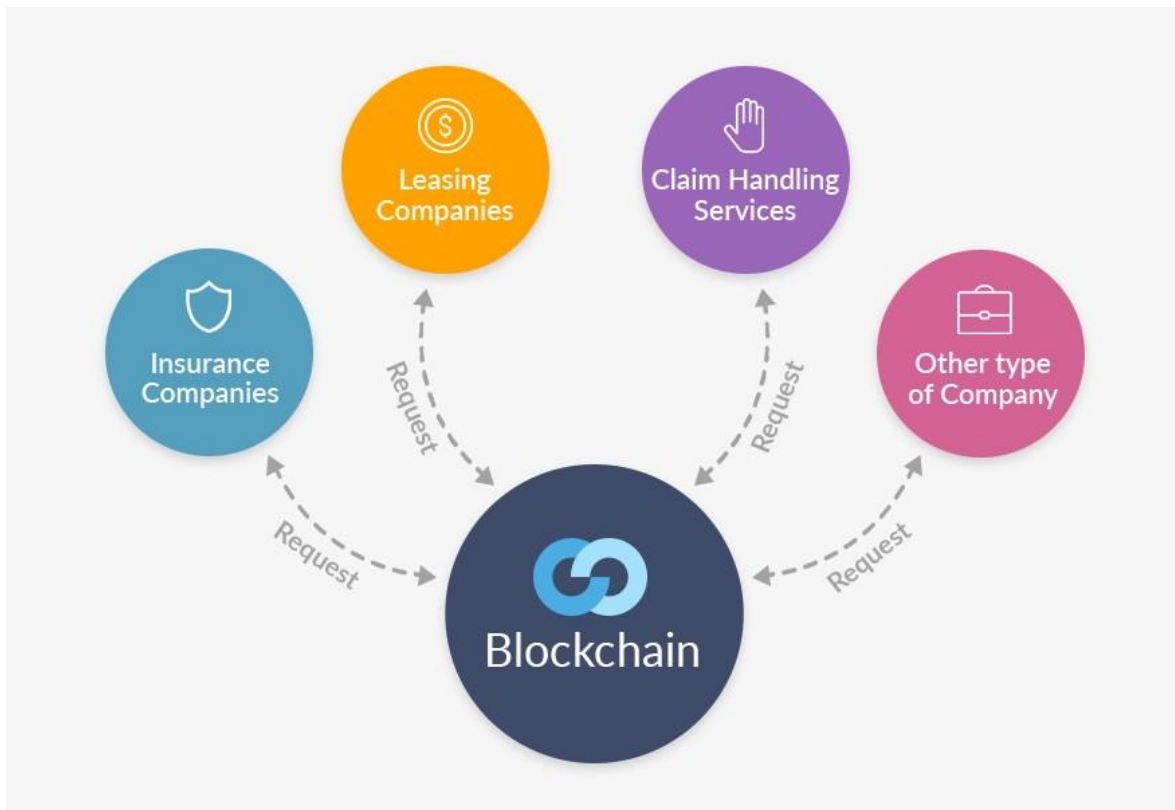 $
Leasing
Companies
Claim Handling
Services
Insurance
Companies
Other type
of Company
Request
Request
Request
Request
Blockchain